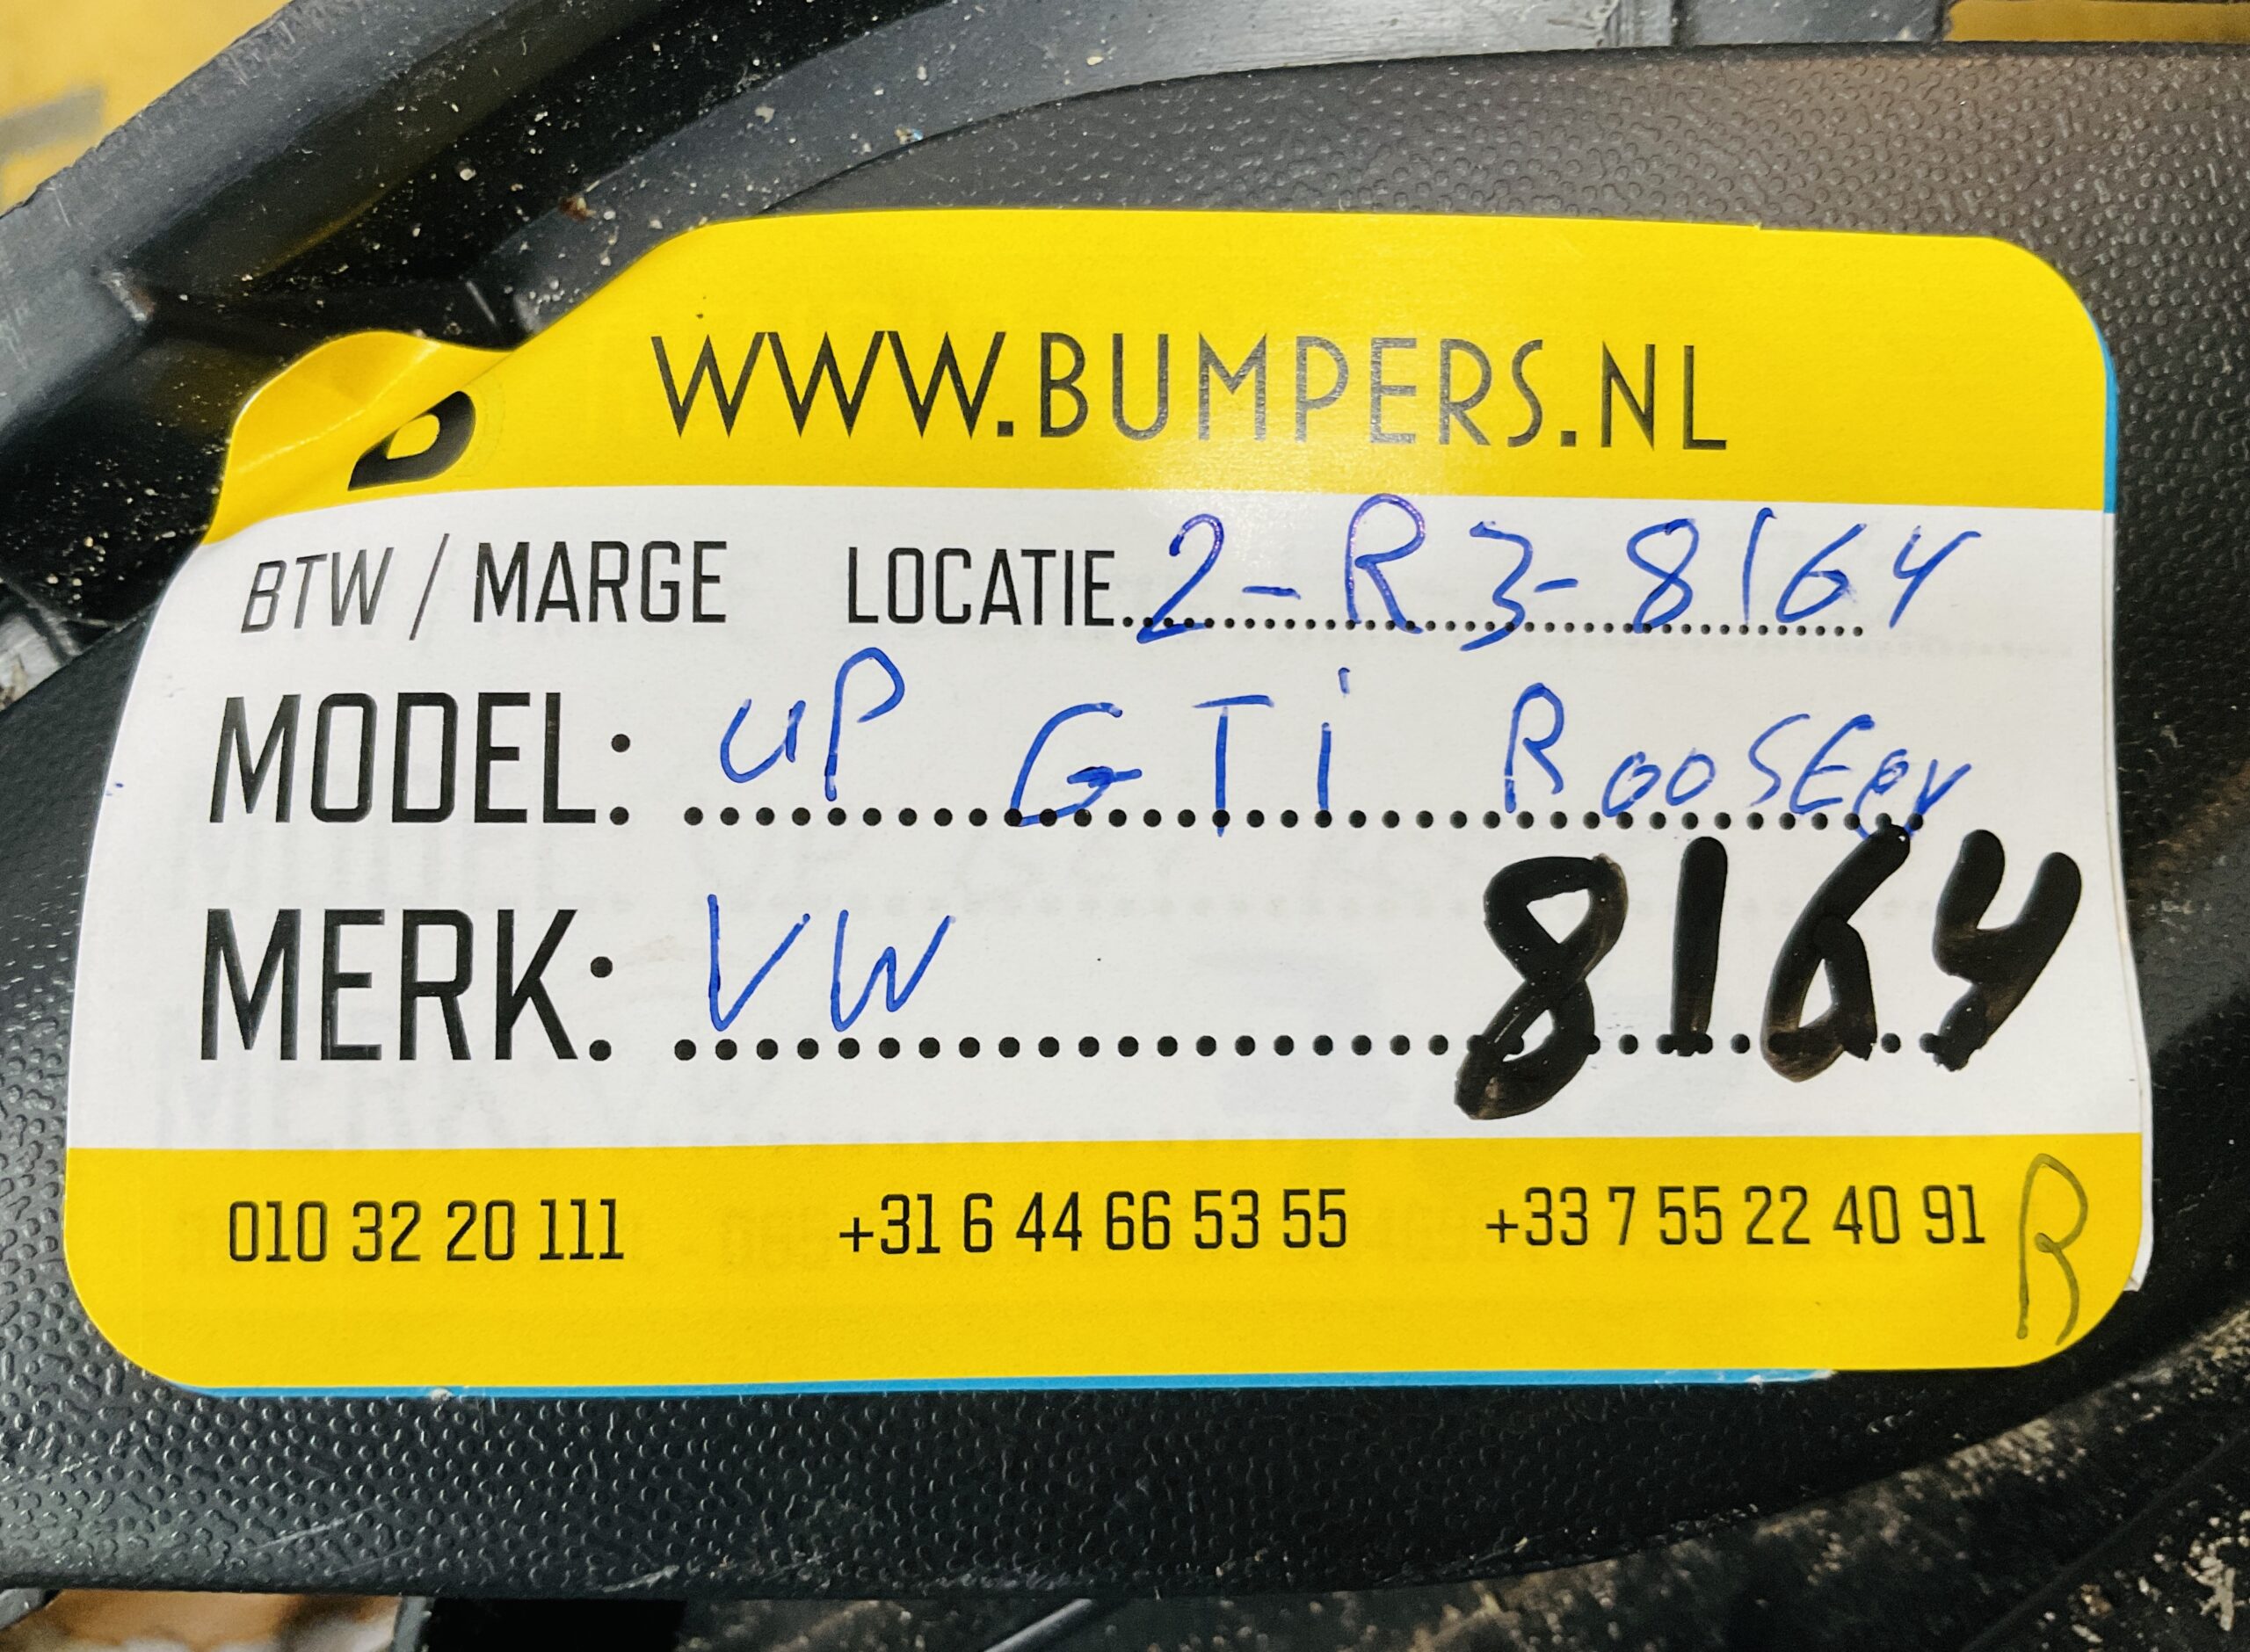 WWW.BUMPERS.NL
BTW / MARGE LOCATIE 2-R3-8164
MODEL: UP GTi
MERK: VW 8164
010 32 20 111 +31 6 44 66 53 55 +33 7 55 22 40 91 R